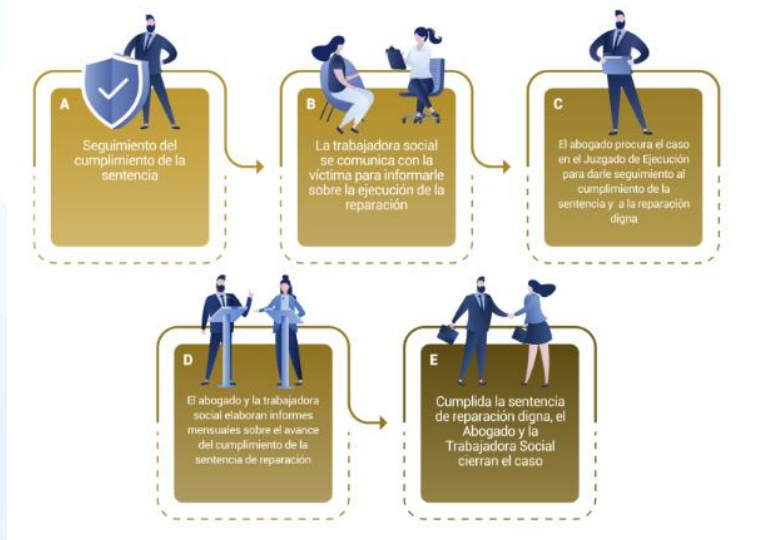 A
Seguimiento del
cumplimiento de la
sentencia
B
La trabajadora social
se comunica con la
víctima para informarle
sobre la ejecución de la
reparación
C
El abogado procura el caso
en el Juzgado de Ejecución
para darle seguimiento al
cumplimiento de la
sentencia y a la reparación
digna
D
El abogado y la trabajadora
social elaboran informes
mensuales sobre el avance
del cumplimiento de la
sentencia de reparación
E
Cumplida la sentencia
de reparación digna, el
Abogado y la
Trabajadora Social
cierran el caso